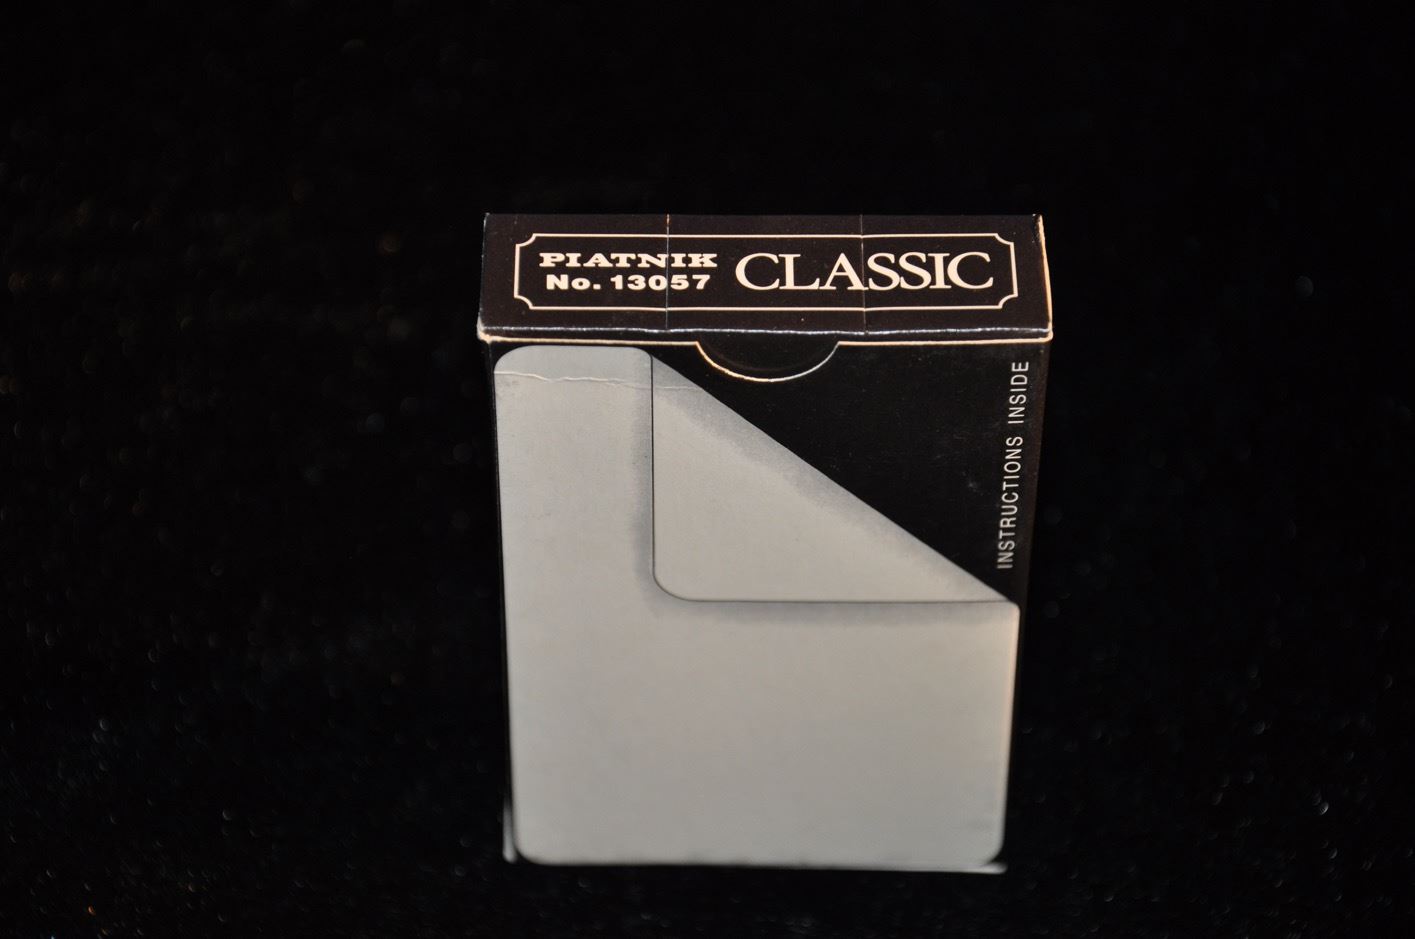 PIATNIK
No. 13057
CLASSIC
INSTRUCTIONS INSIDE